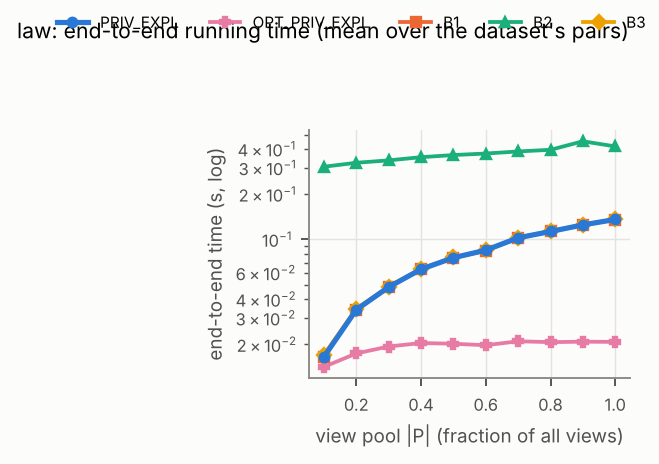 PRIV_EXPL OPT_PRIV_EXPL B1 B2 B3
law: end-to-end running time (mean over the dataset's pairs)
end-to-end time (s, log)
4 × 10⁻¹
3 × 10⁻¹
2 × 10⁻¹
10⁻¹
6 × 10⁻²
4 × 10⁻²
3 × 10⁻²
2 × 10⁻²
0.2 0.4 0.6 0.8 1.0
view pool |P| (fraction of all views)